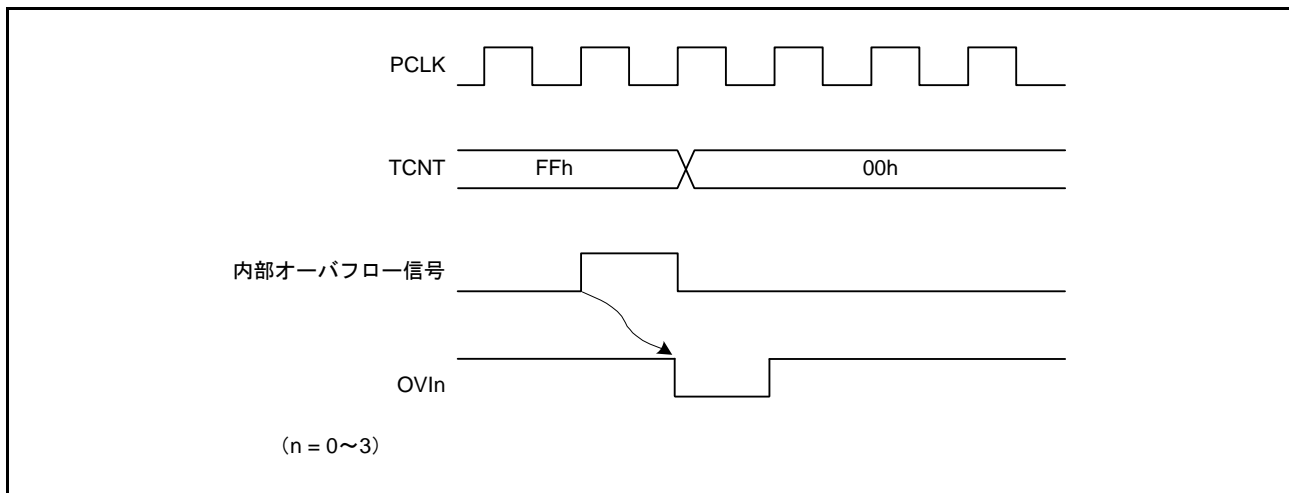 PCLK
TCNT
FFh
00h
内部オーバフロー信号
OVIn
（n = 0～3）